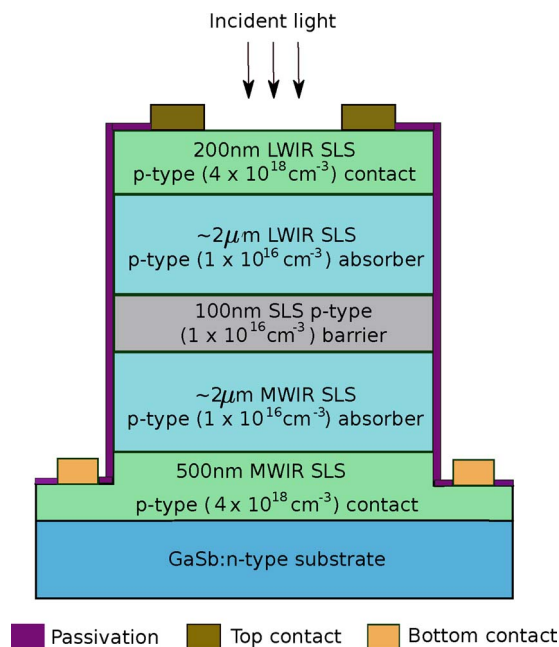 Incident light
200nm LWIR SLS
p-type (4 x 10¹⁸cm⁻³) contact
~2μm LWIR SLS
p-type (1 x 10¹⁶cm⁻³) absorber
100nm SLS p-type
(1 x 10¹⁶cm⁻³) barrier
~2μm MWIR SLS
p-type (1 x 10¹⁶cm⁻³) absorber
500nm MWIR SLS
p-type (4 x 10¹⁸cm⁻³) contact
GaSb:n-type substrate
Passivation Top contact Bottom contact